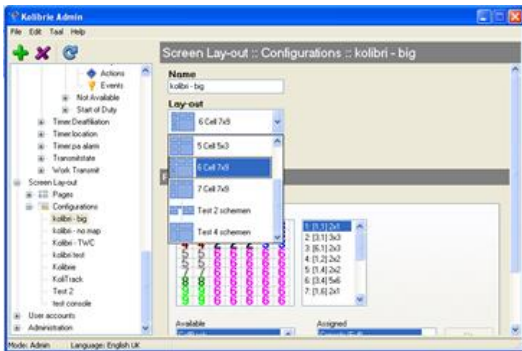 Kolibrie Admin
File Edit Taal Help
Screen Lay-out :: Configurations :: kolibri - big
Actions
Events
Not Available
Start of Duty
Timer.Deaffiliation
Timer.location
Timer.pa alarm
Transmitstate
Work Transmit
Screen Lay-out
Pages
Configurations
kolibri - big
kolibri - no map
Kolibri - TWC
kolibri test
Kolibrie
KoliTrack
Test 2
test console
User accounts
Administration
Name
kolibri - big
Lay-out
6 Cell 7x9
5 Cell 5x3
6 Cell 7x9
7 Cell 7x9
Test 2 schermen
Test 4 schermen
1: [1,1] 2x1
2: [3,1] 3x3
3: [6,1] 2x3
4: [1,2] 2x2
5: [1,4] 2x2
6: [3,4] 5x6
7: [1,6] 2x1
Available
Assigned
Mode: Admin Language: English UK